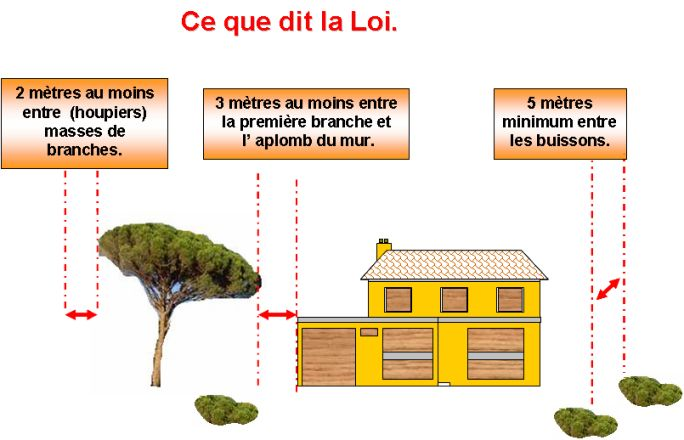 Ce que dit la Loi.
2 mètres au moins
entre (houpiers)
masses de
branches.
3 mètres au moins entre
la première branche et
l' aplomb du mur.
5 mètres
minimum entre
les buissons.